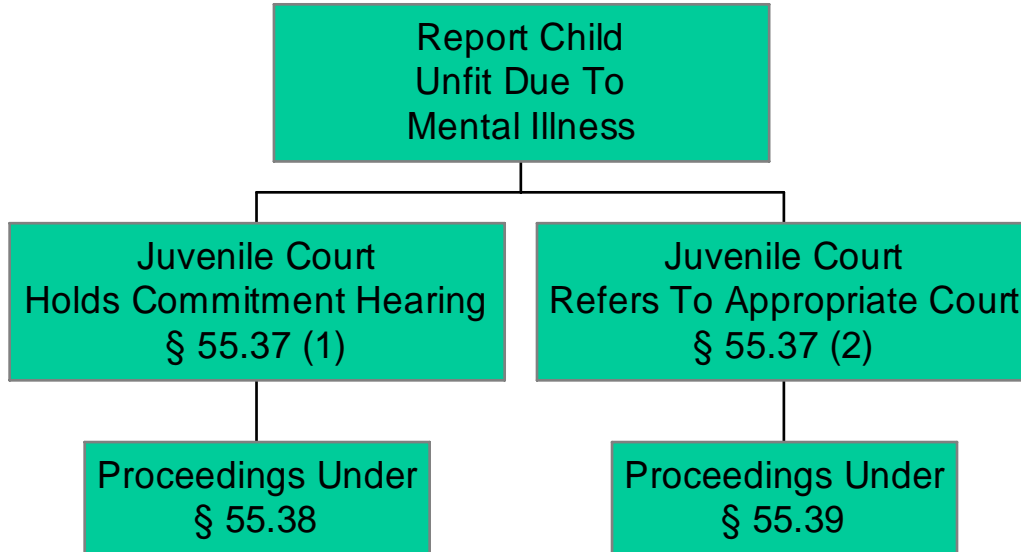 Report Child
Unfit Due To
Mental Illness
Juvenile Court
Holds Commitment Hearing
§ 55.37 (1)
Juvenile Court
Refers To Appropriate Court
§ 55.37 (2)
Proceedings Under
§ 55.38
Proceedings Under
§ 55.39